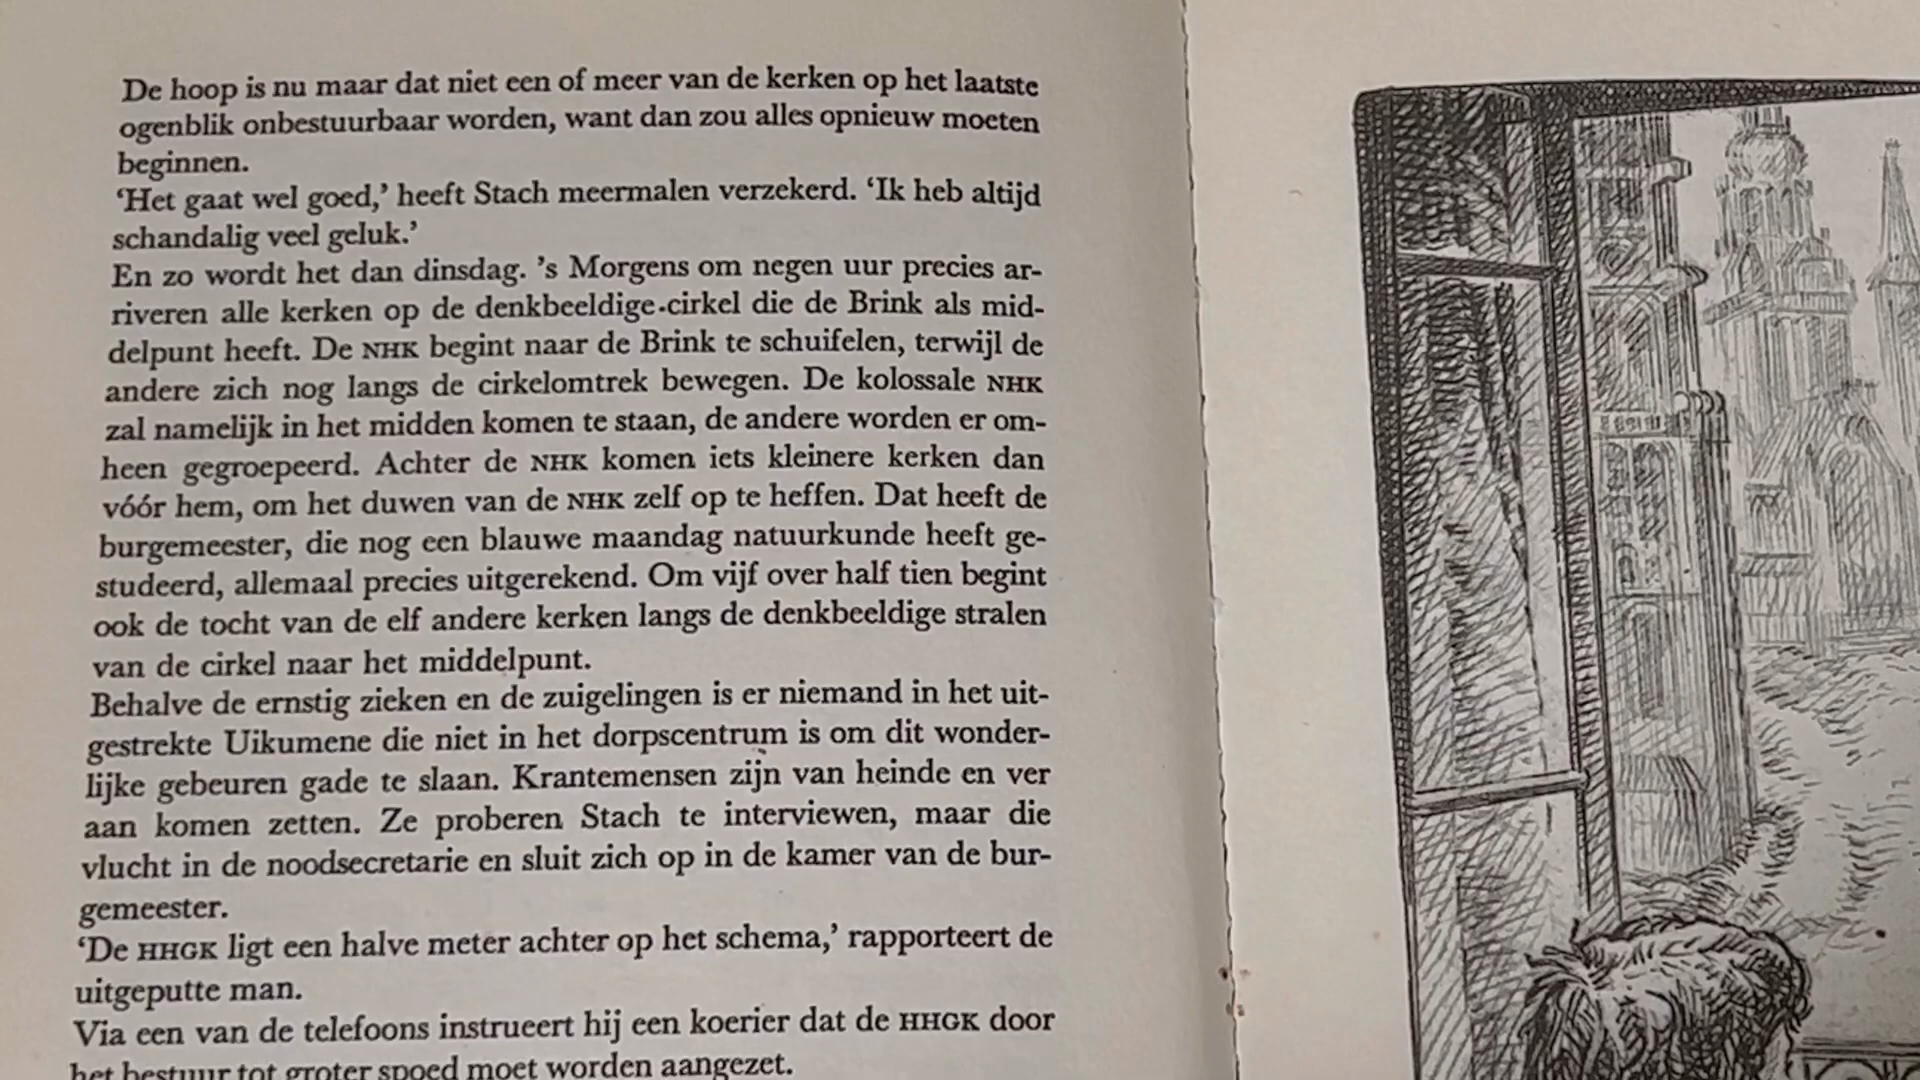 De hoop is nu maar dat niet een of meer van de kerken op het laatste
ogenblik onbestuurbaar worden, want dan zou alles opnieuw moeten
beginnen.
‘Het gaat wel goed,’ heeft Stach meermalen verzekerd. ‘Ik heb altijd
schandalig veel geluk.’
En zo wordt het dan dinsdag. ’s Morgens om negen uur precies ar-
riveren alle kerken op de denkbeeldige cirkel die de Brink als mid-
delpunt heeft. De NHK begint naar de Brink te schuifelen, terwijl de
andere zich nog langs de cirkelomtrek bewegen. De kolossale NHK
zal namelijk in het midden komen te staan, de andere worden er om-
heen gegroepeerd. Achter de NHK komen iets kleinere kerken dan
vóór hem, om het duwen van de NHK zelf op te heffen. Dat heeft de
burgemeester, die nog een blauwe maandag natuurkunde heeft ge-
studeerd, allemaal precies uitgerekend. Om vijf over half tien begint
ook de tocht van de elf andere kerken langs de denkbeeldige stralen
van de cirkel naar het middelpunt.
Behalve de ernstig zieken en de zuigelingen is er niemand in het uit-
gestrekte Uikumene die niet in het dorpscentrum is om dit wonder-
lijke gebeuren gade te slaan. Krantemensen zijn van heinde en ver
aan komen zetten. Ze proberen Stach te interviewen, maar die
vlucht in de noodsecretarie en sluit zich op in de kamer van de bur-
gemeester.
‘De HHGK ligt een halve meter achter op het schema,’ rapporteert de
uitgeputte man.
Via een van de telefoons instrueert hij een koerier dat de HHGK door
het bestuur tot groter spoed moet worden aangezet.